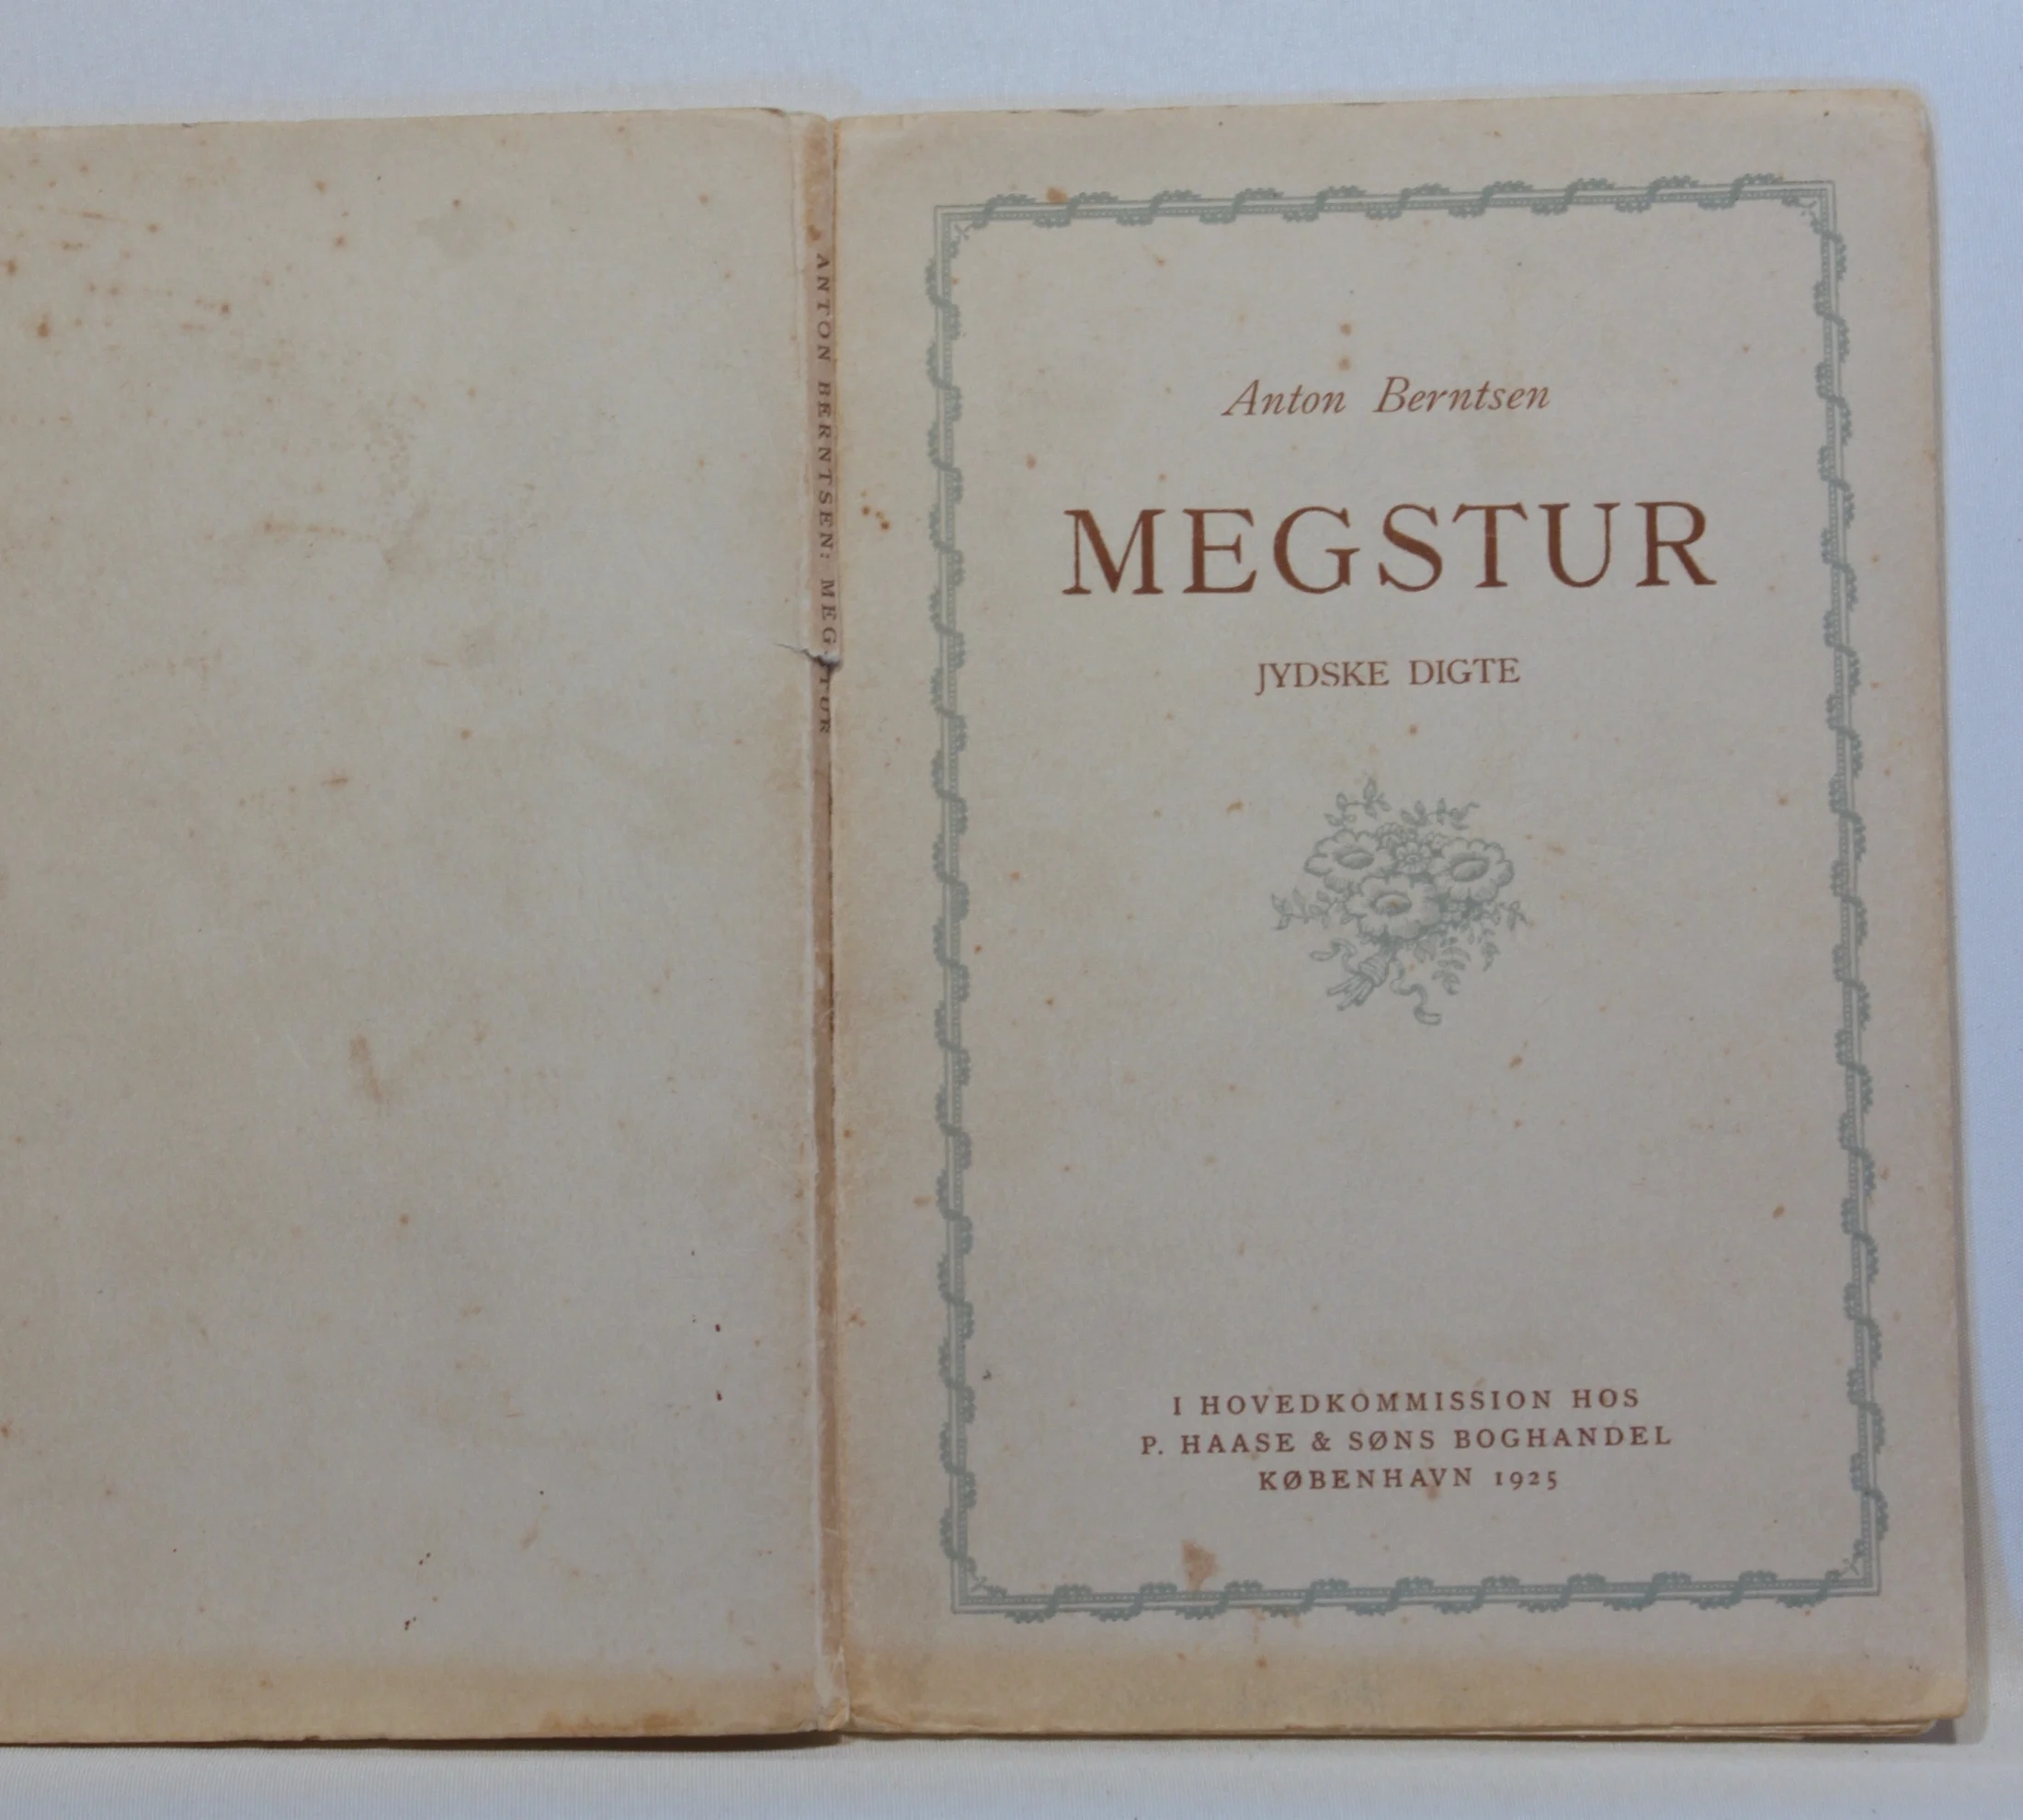 ANTON BERNTSEN: MEGSTUR
Anton Berntsen
MEGSTUR
JYDSKE DIGTE
I HOVEDKOMMISSION HOS
P. HAASE & SØNS BOGHANDEL
KØBENHAVN 1925